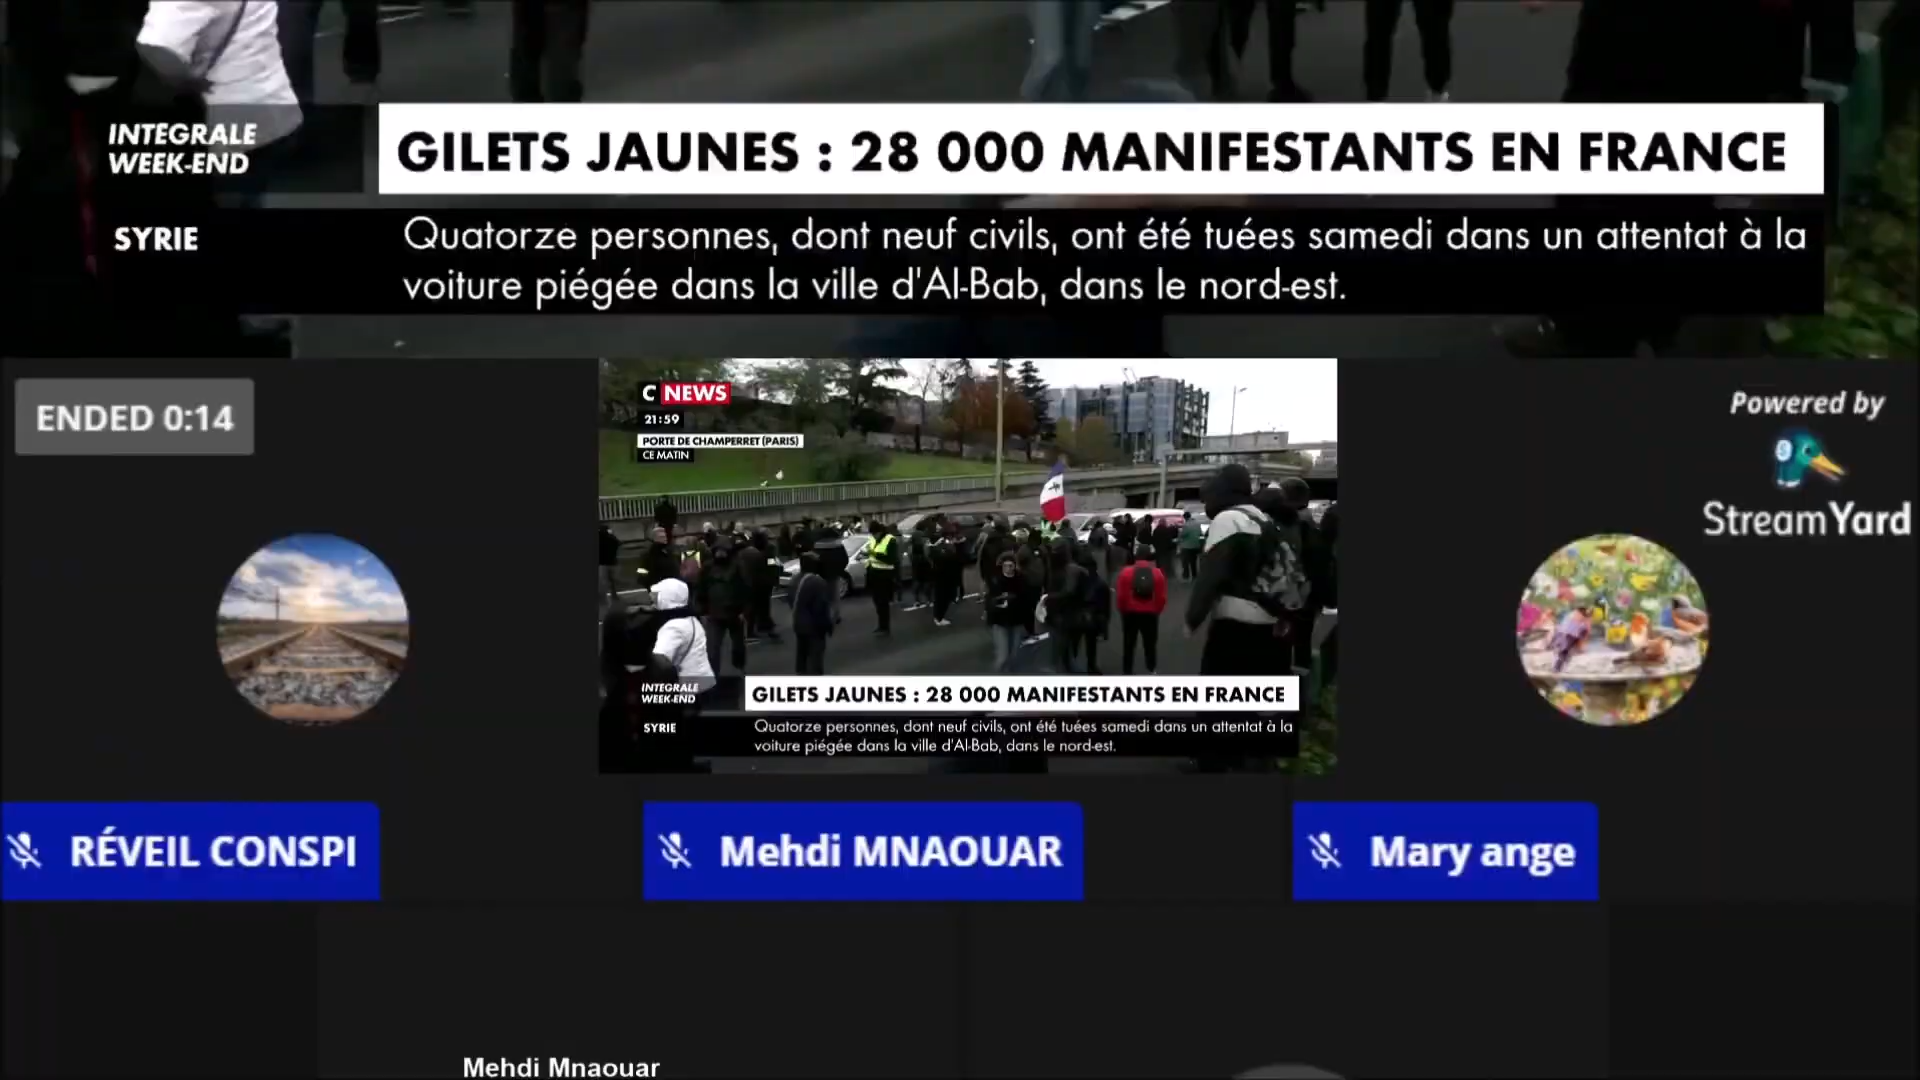 INTEGRALE
WEEK-END
GILETS JAUNES : 28 000 MANIFESTANTS EN FRANCE
SYRIE
Quatorze personnes, dont neuf civils, ont été tuées samedi dans un attentat à la
voiture piégée dans la ville d'Al-Bab, dans le nord-est.
ENDED 0:14
C NEWS
21:59
PORTE DE CHAMPERRET (PARIS)
CE MATIN
INTEGRALE
WEEK-END
GILETS JAUNES : 28 000 MANIFESTANTS EN FRANCE
SYRIE
Quatorze personnes, dont neuf civils, ont été tuées samedi dans un attentat à la
voiture piégée dans la ville d'Al-Bab, dans le nord-est.
Powered by
StreamYard
RÉVEIL CONSPI
Mehdi MNAOUAR
Mary ange
Mehdi Mnaouar